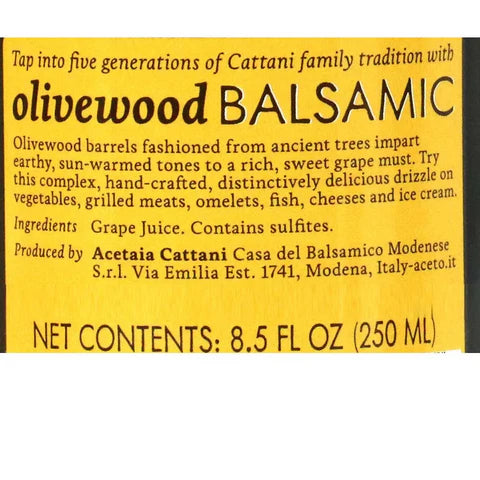 Tap into five generations of Cattani family tradition with
olivewood BALSAMIC
Olivewood barrels fashioned from ancient trees impart
earthy, sun-warmed tones to a rich, sweet grape must. Try
this complex, hand-crafted, distinctively delicious drizzle on
vegetables, grilled meats, omelets, fish, cheeses and ice cream.
Ingredients Grape Juice. Contains sulfites.
Produced by Acetaia Cattani Casa del Balsamico Modenese
S.r.l. Via Emilia Est. 1741, Modena, Italy-aceto.it
NET CONTENTS: 8.5 FL OZ (250 ML)